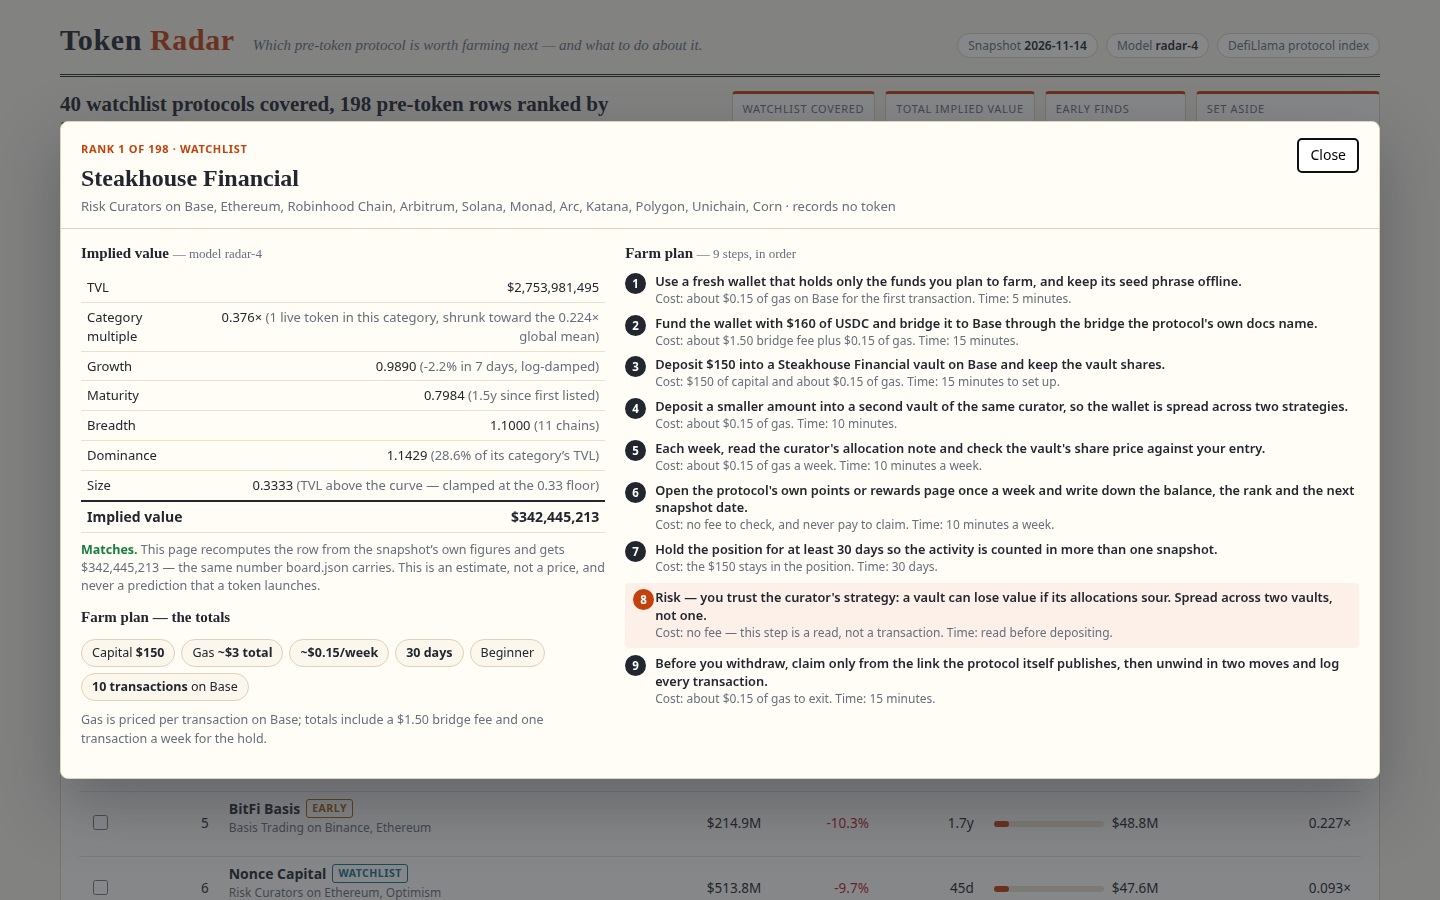 Token Radar
Which pre-token protocol is worth farming next — and what to do about it.
Snapshot 2026-11-14
Model radar-4
DefiLlama protocol index
40 watchlist protocols covered, 198 pre-token rows ranked by
WATCHLIST COVERED
TOTAL IMPLIED VALUE
EARLY FINDS
SET ASIDE
RANK 1 OF 198 · WATCHLIST
Close
Steakhouse Financial
Risk Curators on Base, Ethereum, Robinhood Chain, Arbitrum, Solana, Monad, Arc, Katana, Polygon, Unichain, Corn · records no token
Implied value — model radar-4
TVL $2,753,981,495
Category multiple 0.376× (1 live token in this category, shrunk toward the 0.224×
global mean)
Growth 0.9890 (-2.2% in 7 days, log-damped)
Maturity 0.7984 (1.5y since first listed)
Breadth 1.1000 (11 chains)
Dominance 1.1429 (28.6% of its category's TVL)
Size 0.3333 (TVL above the curve — clamped at the 0.33 floor)
Implied value $342,445,213
Matches. This page recomputes the row from the snapshot's own figures and gets
$342,445,213 — the same number board.json carries. This is an estimate, not a price, and
never a prediction that a token launches.
Farm plan — the totals
Capital $150
Gas ~$3 total
~$0.15/week
30 days
Beginner
10 transactions on Base
Gas is priced per transaction on Base; totals include a $1.50 bridge fee and one
transaction a week for the hold.
Farm plan — 9 steps, in order
1 Use a fresh wallet that holds only the funds you plan to farm, and keep its seed phrase offline.
Cost: about $0.15 of gas on Base for the first transaction. Time: 5 minutes.
2 Fund the wallet with $160 of USDC and bridge it to Base through the bridge the protocol's own docs name.
Cost: about $1.50 bridge fee plus $0.15 of gas. Time: 15 minutes.
3 Deposit $150 into a Steakhouse Financial vault on Base and keep the vault shares.
Cost: $150 of capital and about $0.15 of gas. Time: 15 minutes to set up.
4 Deposit a smaller amount into a second vault of the same curator, so the wallet is spread across two strategies.
Cost: about $0.15 of gas. Time: 10 minutes.
5 Each week, read the curator's allocation note and check the vault's share price against your entry.
Cost: about $0.15 of gas a week. Time: 10 minutes a week.
6 Open the protocol's own points or rewards page once a week and write down the balance, the rank and the next
snapshot date.
Cost: no fee to check, and never pay to claim. Time: 10 minutes a week.
7 Hold the position for at least 30 days so the activity is counted in more than one snapshot.
Cost: the $150 stays in the position. Time: 30 days.
8 Risk — you trust the curator's strategy: a vault can lose value if its allocations sour. Spread across two vaults,
not one.
Cost: no fee — this step is a read, not a transaction. Time: read before depositing.
9 Before you withdraw, claim only from the link the protocol itself publishes, then unwind in two moves and log
every transaction.
Cost: about $0.15 of gas to exit. Time: 15 minutes.
5 BitFi Basis EARLY $214.9M -10.3% 1.7y $48.8M 0.227×
Basis Trading on Binance, Ethereum
6 Nonce Capital WATCHLIST $513.8M -9.7% 45d $47.6M 0.093×
Risk Curators on Ethereum, Optimism